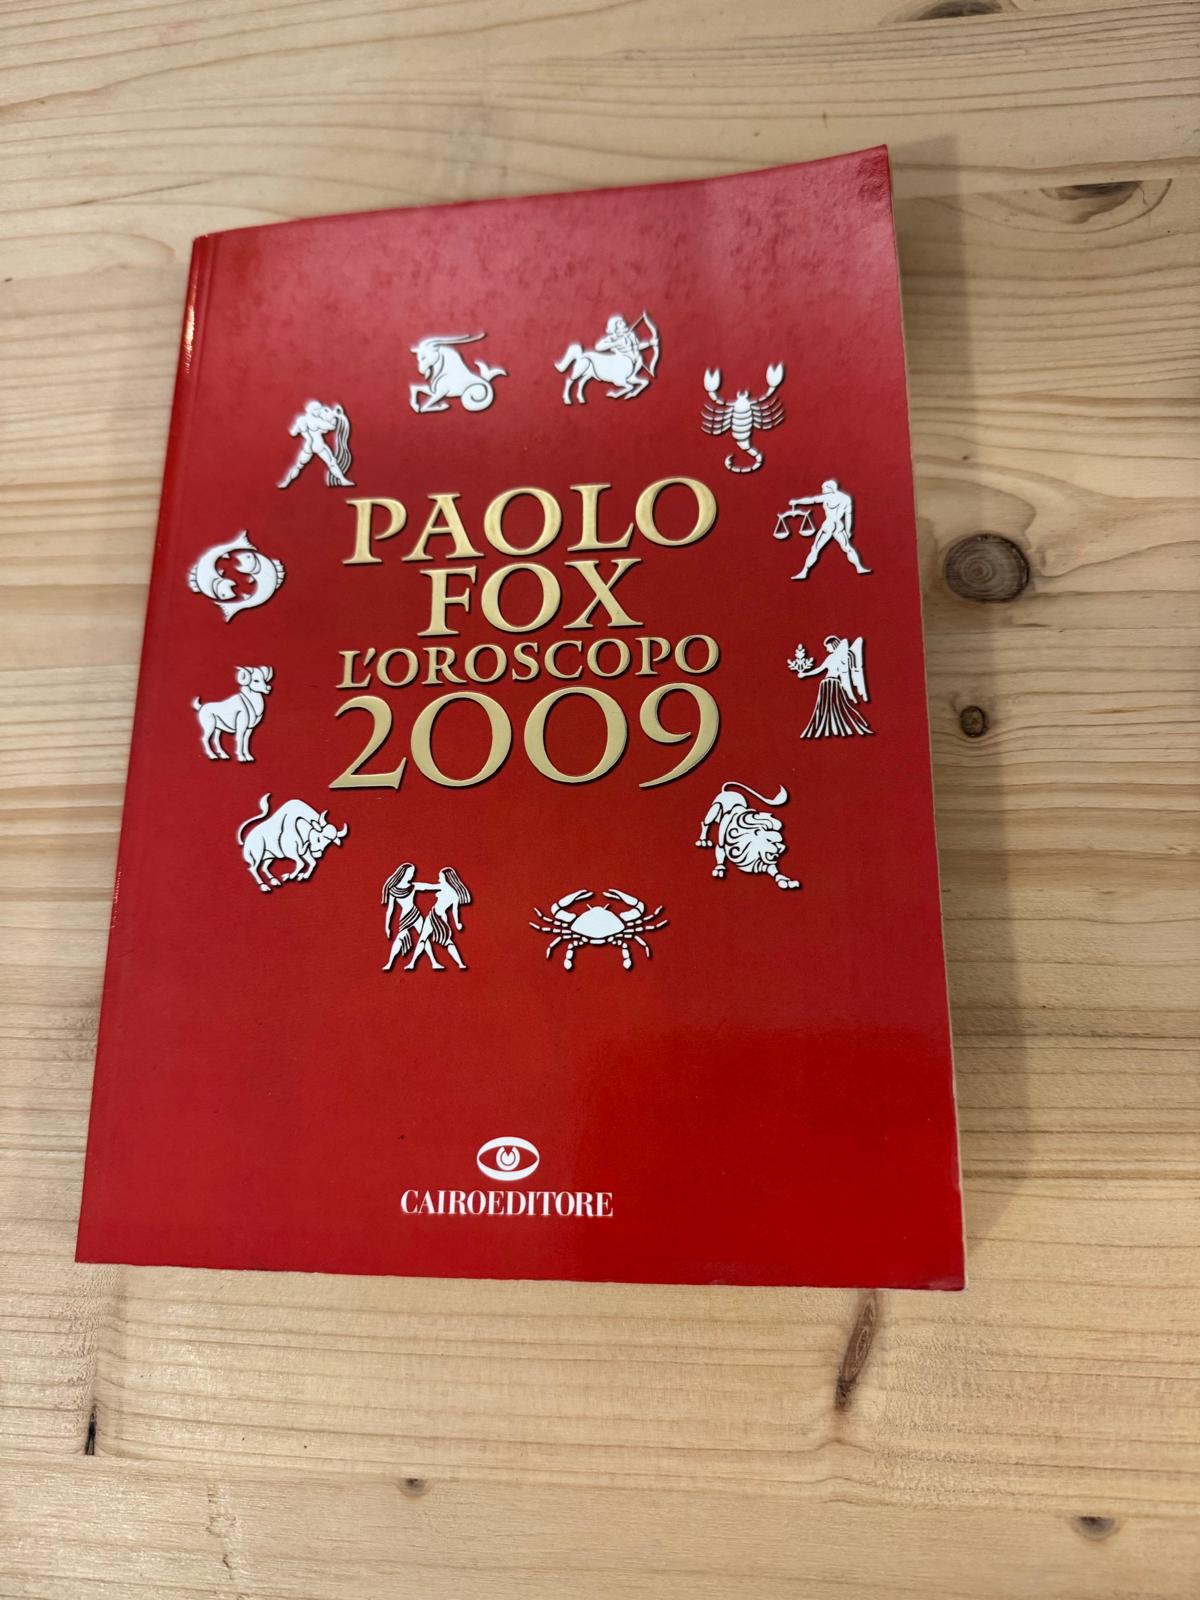 PAOLO
FOX
L'OROSCOPO
2009
CAIROEDITORE